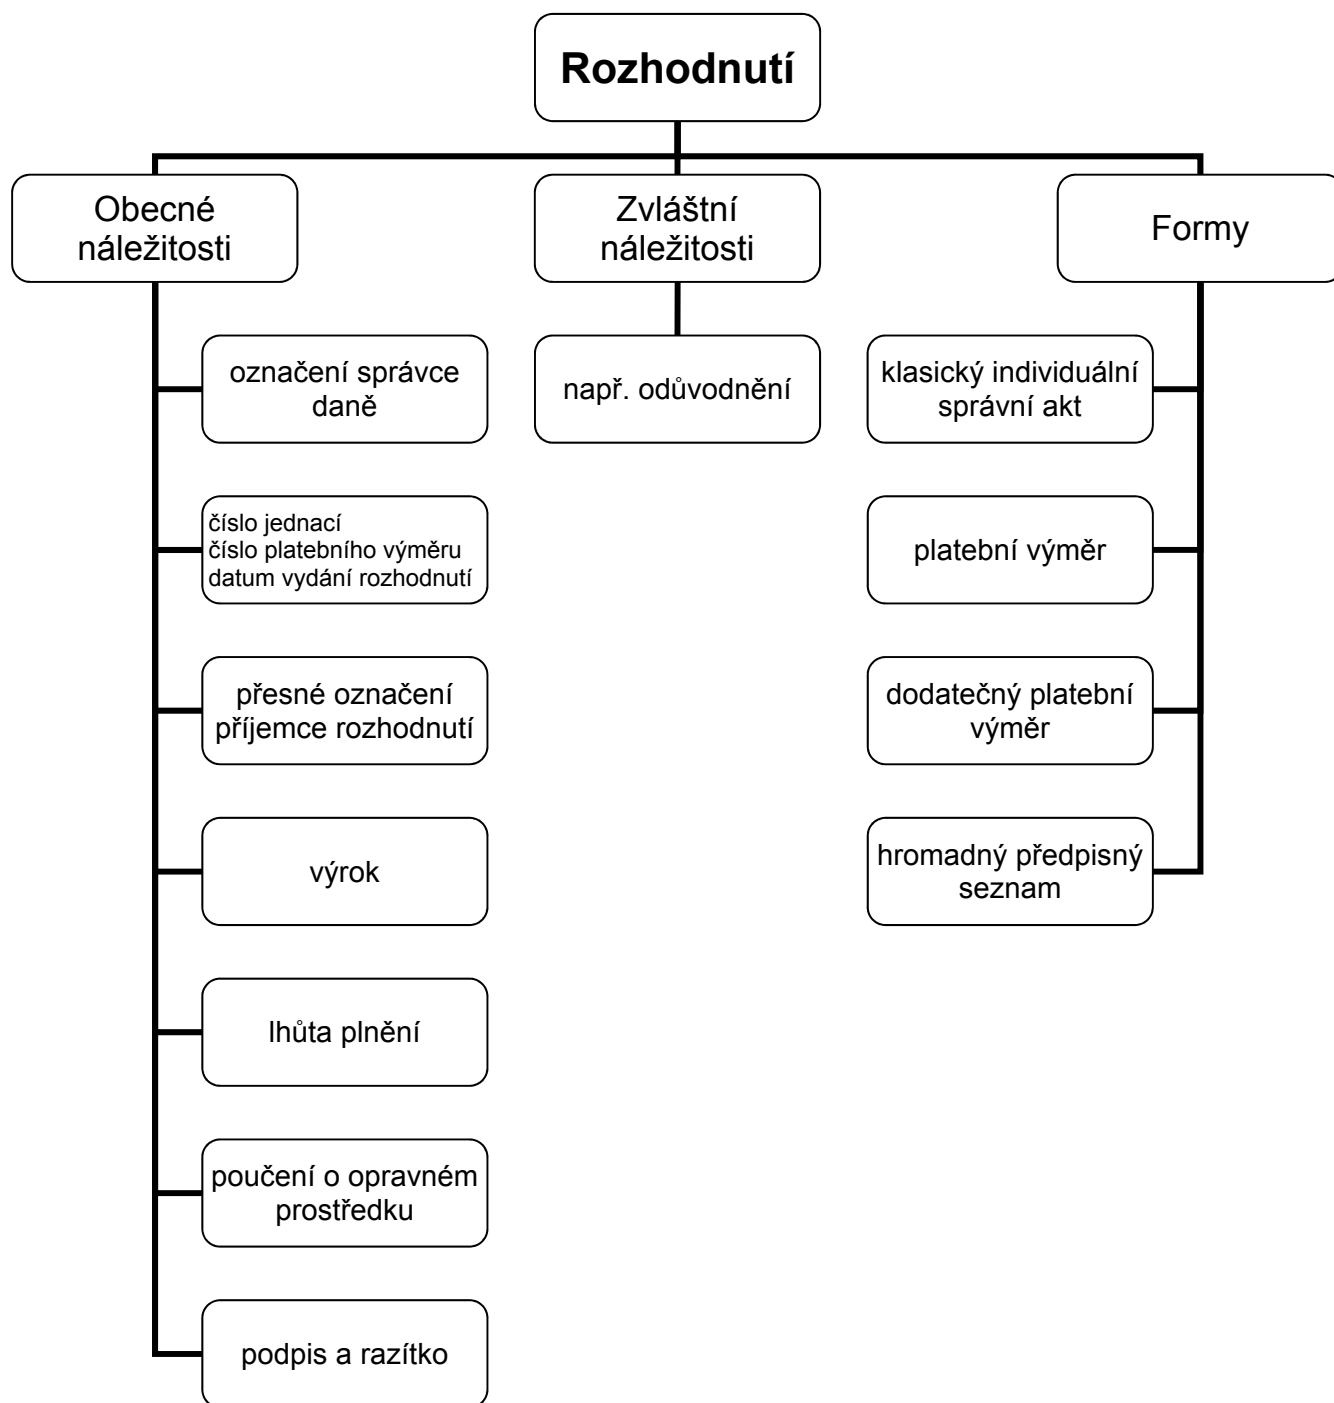 Rozhodnutí
Obecné
náležitosti
Zvláštní
náležitosti
Formy
označení správce
daně
číslo jednací
číslo platebního výměru
datum vydání rozhodnutí
přesné označení
příjemce rozhodnutí
výrok
lhůta plnění
poučení o opravném
prostředku
podpis a razítko
např. odůvodnění
klasický individuální
správní akt
platební výměr
dodatečný platební
výměr
hromadný předpisný
seznam